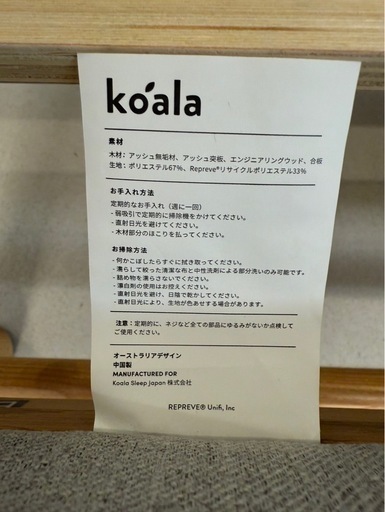 koala
素材
木材：アッシュ無垢材、アッシュ突板、エンジニアリングウッド、合板
生地：ポリエステル67%、Repreve®リサイクルポリエステル33%
お手入れ方法
定期的なお手入れ（週に一回）
- 弱吸引で定期的に掃除機をかけてください。
- 直射日光を避けてください。
- 木材部分のほこりを払ってください。
お掃除方法
- 何かこぼしたらすぐに拭き取ってください。
- 濡らして絞った清潔な布と中性洗剤による部分洗いのみ可能です。
- 詰め物を濡らさないでください。
- 漂白剤の使用はお控えください。
- 直射日光を避け、日陰で乾かしてください。
- 直射日光により、生地が色あせする場合があります。
注意：定期的に、ネジなど全ての部品にゆるみがないか点検して
ご使用ください。
オーストラリアデザイン
中国製
MANUFACTURED FOR
Koala Sleep Japan 株式会社
REPREVE® Unifi, Inc